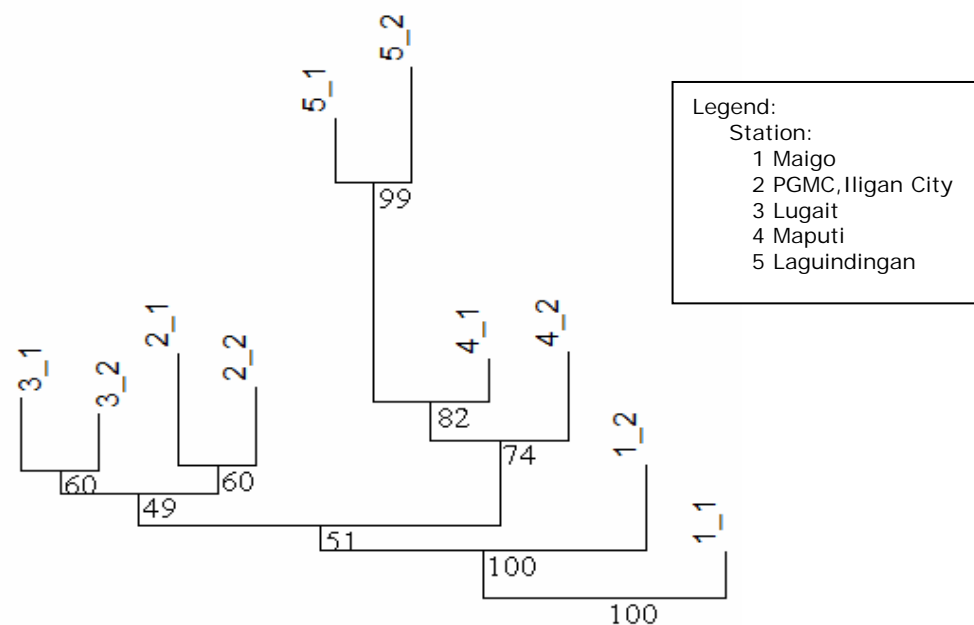 5_1
5_2
99
Legend:
Station:
1 Maigo
2 PGMC,Iligan City
3 Lugait
4 Maputi
5 Laguindingan
3_1
3_2
2_1
2_2
4_1
4_2
1_2
1_1
82
74
60
60
49
51
100
100